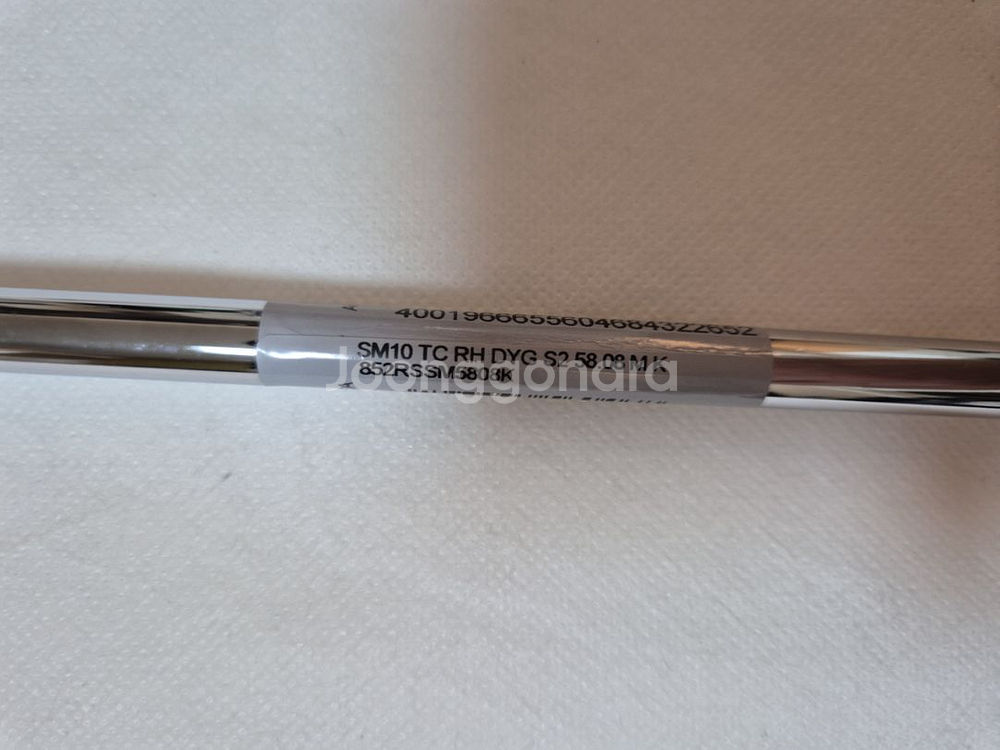 4001966655604684322652
SM10 TC RH DYG S2 58.08 M K
852RSSM5808K
Joonggonara